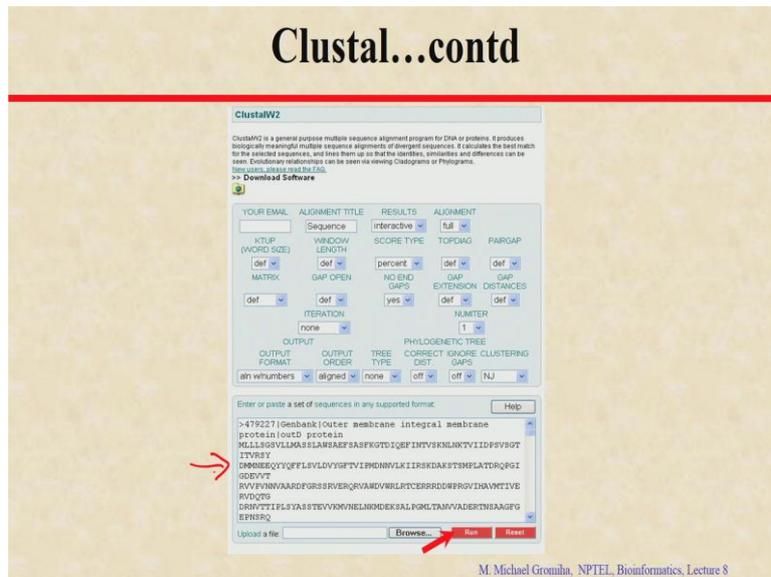 Clustal...contd
ClustalW2
ClustalW2 is a general purpose multiple sequence alignment program for DNA or proteins. It produces
biologically meaningful multiple sequence alignments of divergent sequences. It calculates the best match
for the selected sequences, and lines them up so that the identities, similarities and differences can be
seen. Evolutionary relationships can be seen via viewing Cladograms or Phylograms.
New users, please read the FAQ.
>> Download Software
YOUR EMAIL ALIGNMENT TITLE RESULTS ALIGNMENT
Sequence interactive full
KTUP (WORD SIZE) WINDOW LENGTH SCORE TYPE TOPDIAG PAIRGAP
def def percent def def
MATRIX GAP OPEN NO END GAPS GAP EXTENSION GAP DISTANCES
def def yes def def
ITERATION NUMITER
none 1
OUTPUT PHYLOGENETIC TREE
OUTPUT FORMAT OUTPUT ORDER TREE TYPE CORRECT DIST. IGNORE GAPS CLUSTERING
aln w/numbers aligned none off off NJ
Enter or paste a set of sequences in any supported format: Help
>479227|Genbank|Outer membrane integral membrane
protein|outD protein
MLLLSGSVLLMASSLAWSAEFSASFKGTDIQEFINTVSKNLNKTVIIDPSVSGT
ITVRSY
DMMNEEQYYQFFLSVLDVYGFTVIPMDNNVLKIIRSKDAKSTSMPLATDRQPGI
GDEVVT
RVVPVNNVAARDFGRSSRVERQRVAWDVWRLRTCERRRDDWPRGVIHAVMTIVE
RVDQTG
DRNVTTIPLSYASSTEVVKMVNELNKMDEKSALPGMLTANVVADERTNSAAGFG
EPNSRQ
Upload a file: Browse... Run Reset
M. Michael Gromiha, NPTEL, Bioinformatics, Lecture 8